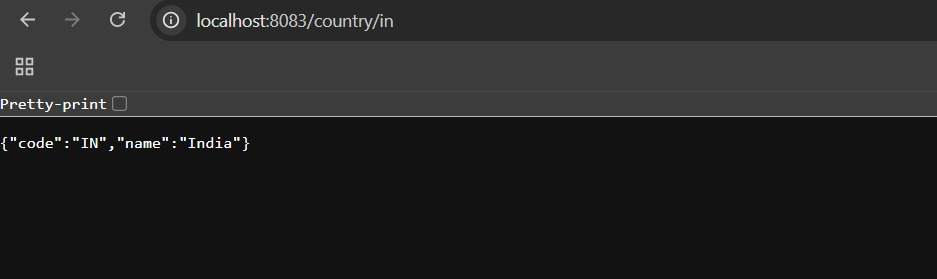 localhost:8083/country/in
Pretty-print
{"code":"IN","name":"India"}